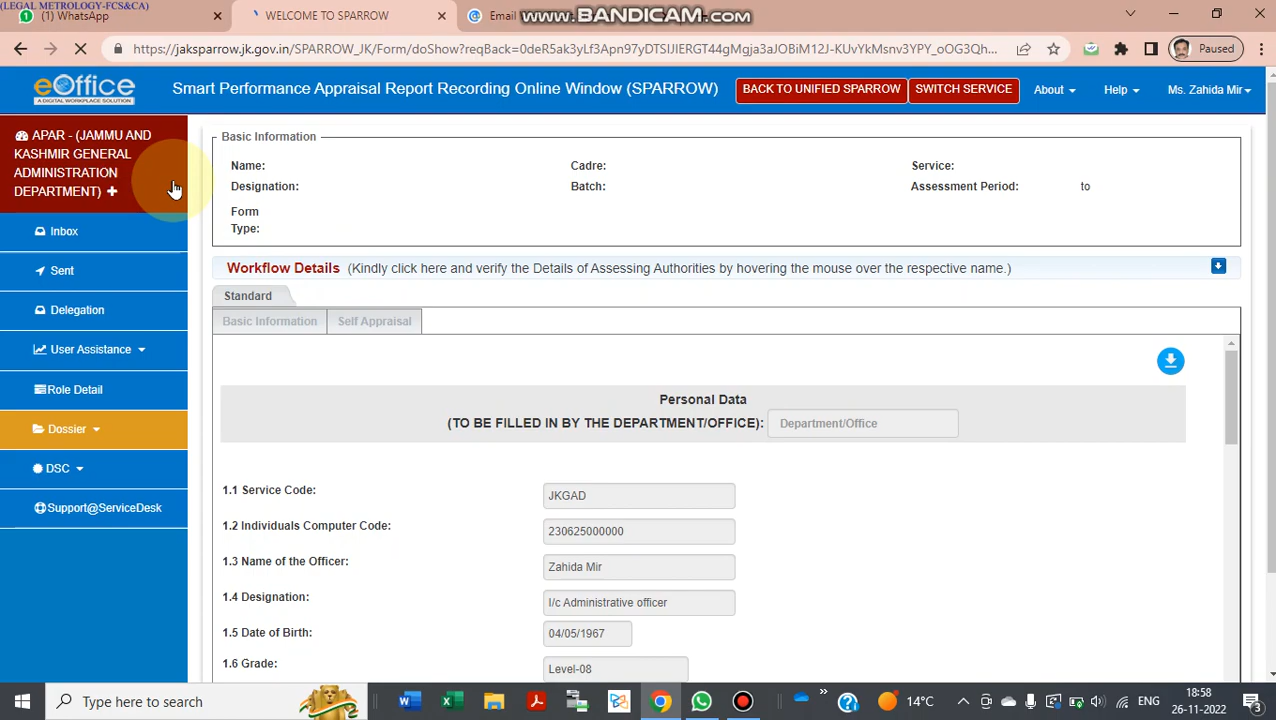 (LEGAL METROLOGY-FCS&CA)
(1) WhatsApp
WELCOME TO SPARROW
Email
www.BANDICAM.com
https://jaksparrow.jk.gov.in/SPARROW_JK/Form/doShow?reqBack=0deR5ak3yLf3Apn97yDTSIJIERGT44gMgja3aJOBiM12J-KUvYkMsnv3YPY_oOG3Qh...
Paused
eOffice
A DIGITAL WORKPLACE SOLUTION
Smart Performance Appraisal Report Recording Online Window (SPARROW)
BACK TO UNIFIED SPARROW
SWITCH SERVICE
About
Help
Ms. Zahida Mir
APAR - (JAMMU AND
KASHMIR GENERAL
ADMINISTRATION
DEPARTMENT)
Inbox
Sent
Delegation
User Assistance
Role Detail
Dossier
DSC
Support@ServiceDesk
Basic Information
Name:
Cadre:
Service:
Designation:
Batch:
Assessment Period:
to
Form
Type:
Workflow Details (Kindly click here and verify the Details of Assessing Authorities by hovering the mouse over the respective name.)
Standard
Basic Information
Self Appraisal
Personal Data
(TO BE FILLED IN BY THE DEPARTMENT/OFFICE): Department/Office
1.1 Service Code: JKGAD
1.2 Individuals Computer Code: 230625000000
1.3 Name of the Officer: Zahida Mir
1.4 Designation: I/c Administrative officer
1.5 Date of Birth: 04/05/1967
1.6 Grade: Level-08
Type here to search
14°C
ENG
18:58
26-11-2022
3